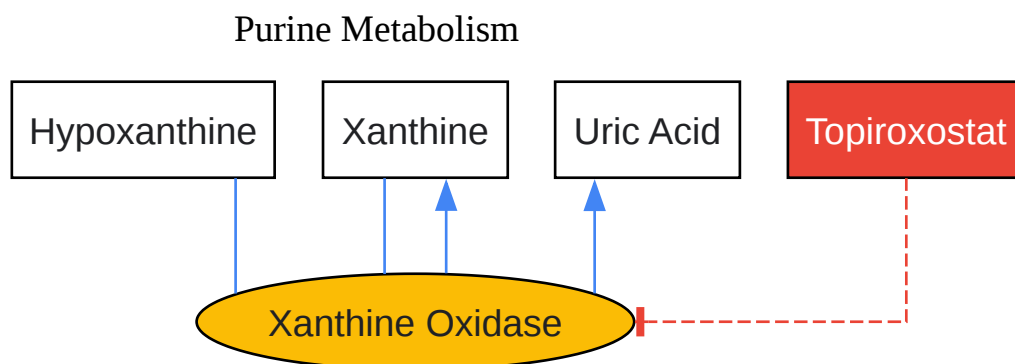 Purine Metabolism
Hypoxanthine
Xanthine
Uric Acid
Topiroxostat
Xanthine Oxidase